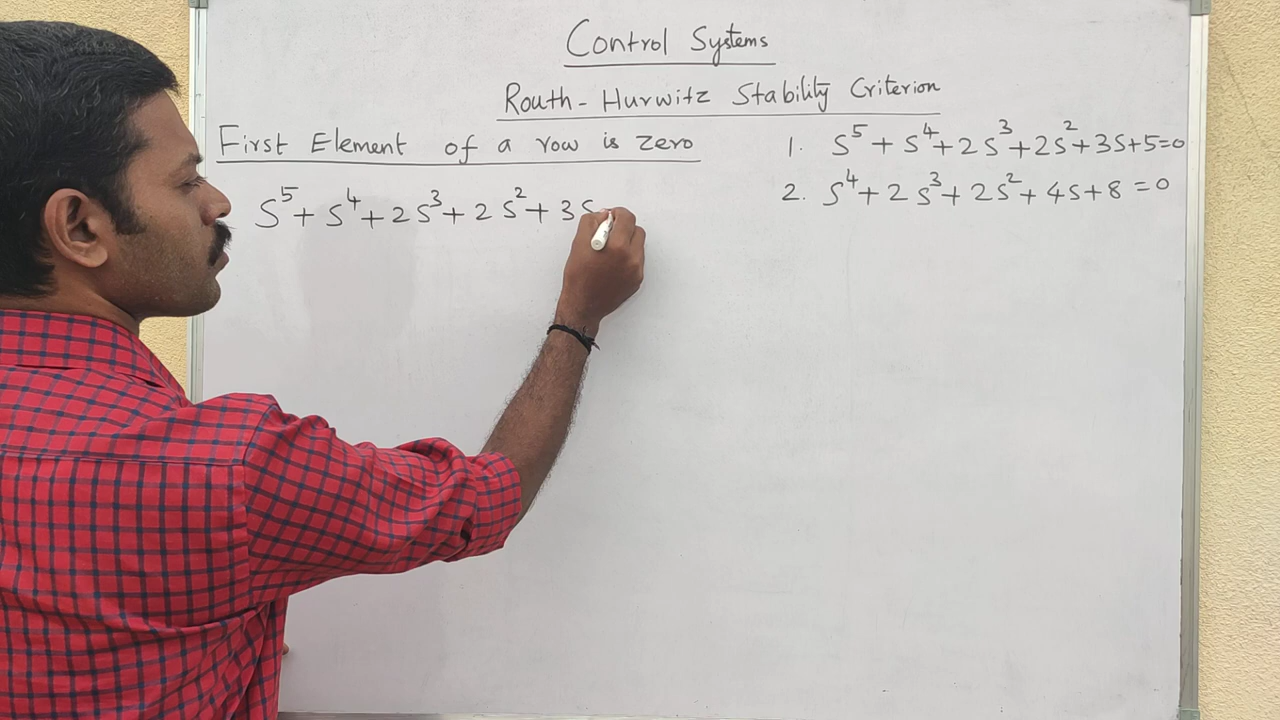 Control Systems
Routh-Hurwitz Stability Criterion
First Element of a row is zero
S⁵ + S⁴ + 2S³ + 2S² + 3S
1. S⁵ + S⁴ + 2S³ + 2S² + 3S + 5 = 0
2. S⁴ + 2S³ + 2S² + 4S + 8 = 0